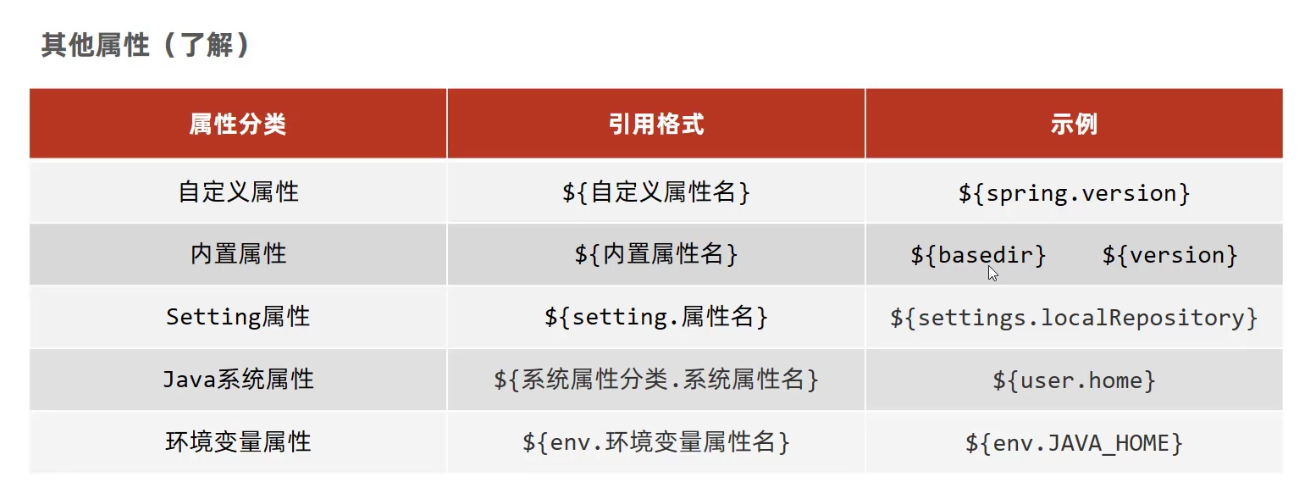 其他属性（了解）
属性分类 引用格式 示例
自定义属性 ${自定义属性名} ${spring.version}
内置属性 ${内置属性名} ${basedir} ${version}
Setting属性 ${setting.属性名} ${settings.localRepository}
Java系统属性 ${系统属性分类.系统属性名} ${user.home}
环境变量属性 ${env.环境变量属性名} ${env.JAVA_HOME}